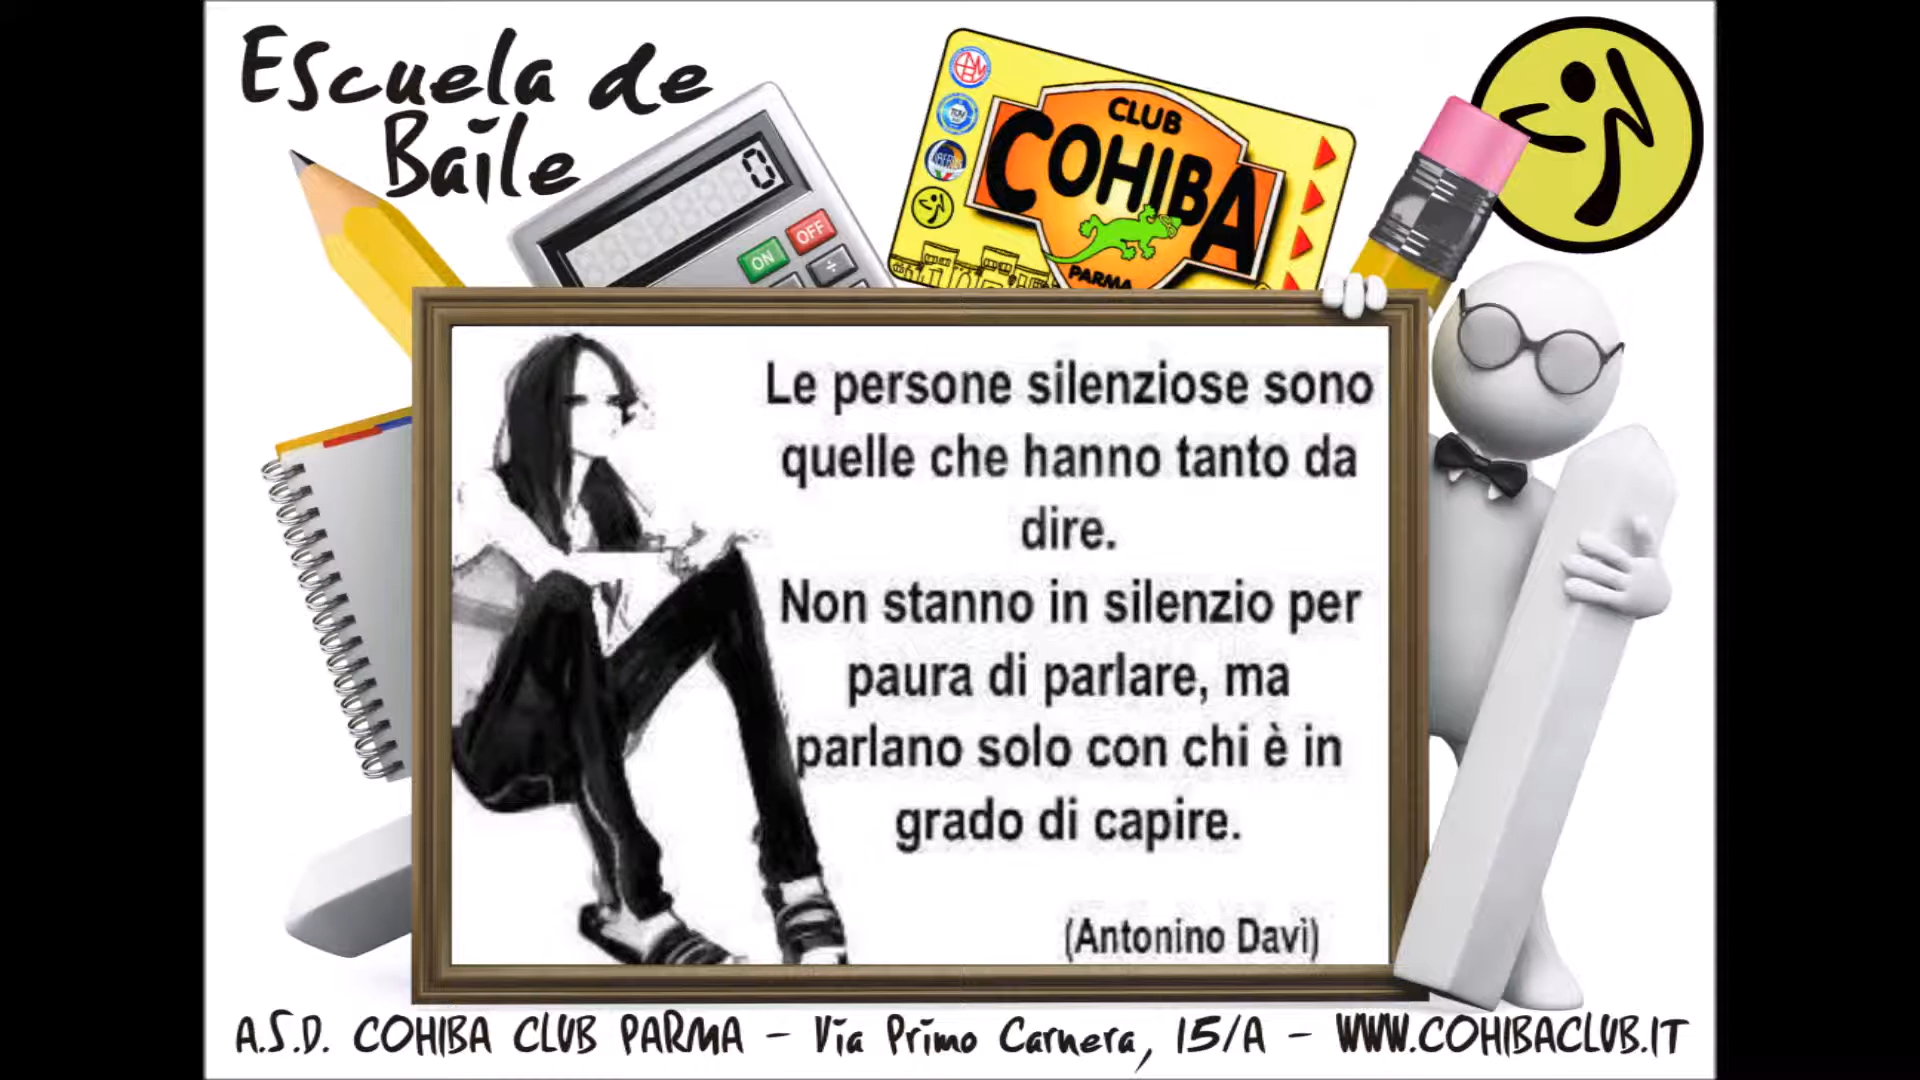 Escuela de
Baile
0
ON
OFF
÷
CLUB
COHIBA
PARMA
Le persone silenziose sono
quelle che hanno tanto da
dire.
Non stanno in silenzio per
paura di parlare, ma
parlano solo con chi è in
grado di capire.
(Antonino Davì)
A.S.D. COHIBA CLUB PARMA - Via Primo Carnera, 15/A - WWW.COHIBACLUB.IT